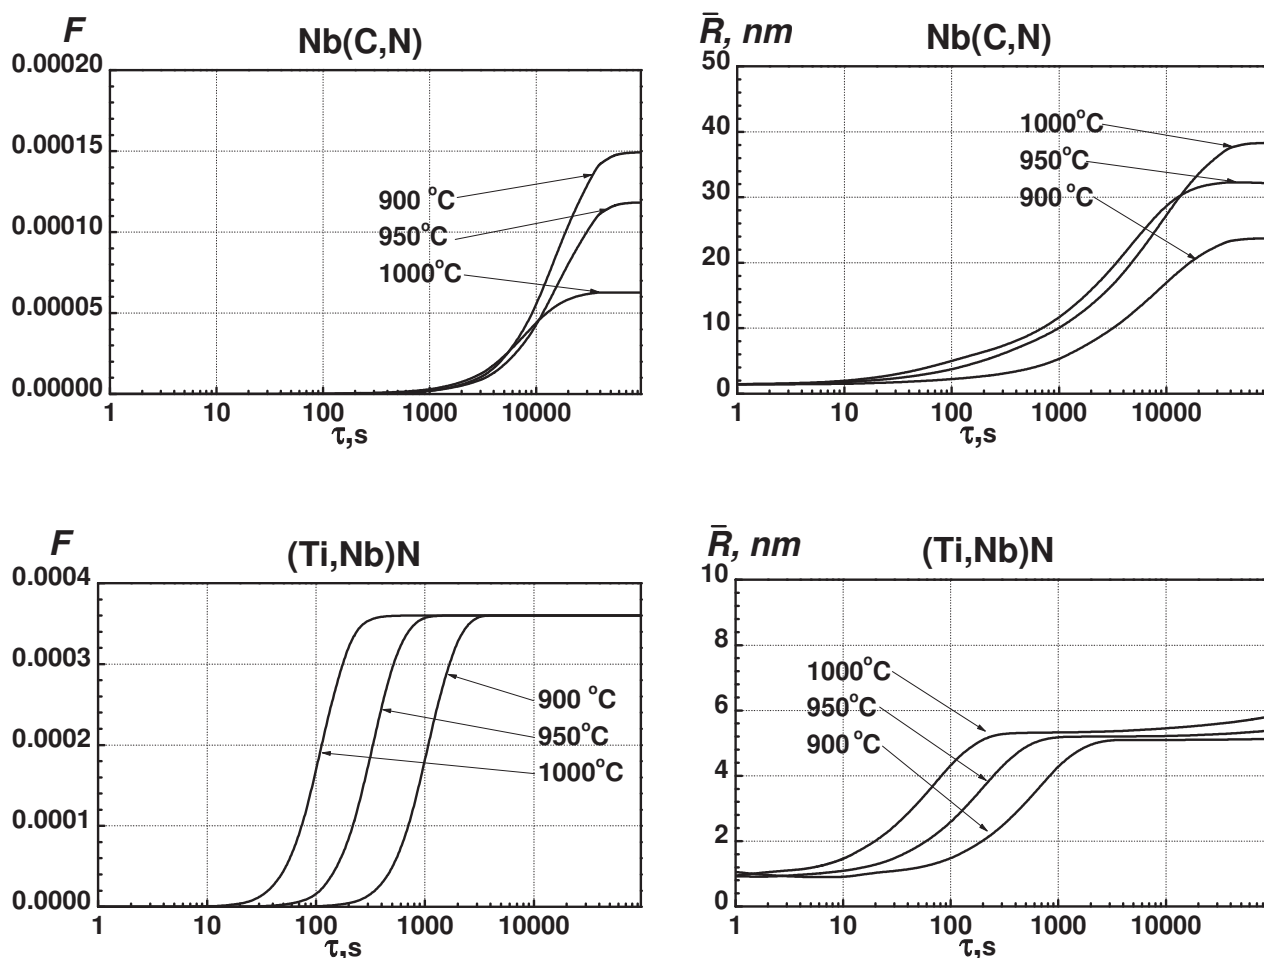 F
Nb(C,N)
0.00020
0.00015
0.00010
0.00005
0.00000
900 °C
950°C
1000°C
1 10 100 1000 10000
τ,s
R̄, nm
Nb(C,N)
50
40
30
20
10
0
1000°C
950°C
900 °C
1 10 100 1000 10000
τ,s
F
(Ti,Nb)N
0.0004
0.0003
0.0002
0.0001
0.0000
900 °C
950°C
1000°C
1 10 100 1000 10000
τ,s
R̄, nm
(Ti,Nb)N
10
8
6
4
2
0
1000°C
950°C
900 °C
1 10 100 1000 10000
τ,s